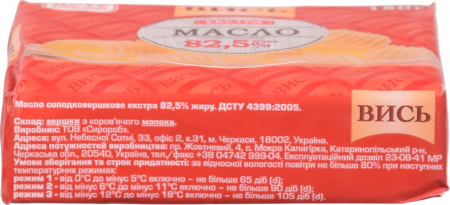 ЕКСТРА
МАСЛО
82,5%
Масло солодковершкове екстра 82,5% жиру. ДСТУ 4399:2005.
ВИСЬ
Склад: вершки з коров'ячого молока.
Виробник: ТОВ «Сиророб».
Адреса: вул. Небесної Сотні, 33, офіс 2, к.31, м. Черкаси, 18002, Україна.
Адреса потужностей виробництва: пр. Жовтневий, 4, с. Мокра Калигірка, Катеринопільський р-н,
Черкаська обл., 20540, Україна, тел./факс +38 04742 999-04. Експлуатаційний дозвіл 23-08-41 МР
Умови зберігання та строк придатності: за відносної вологості повітря не більше 80% при наступних
температурних режимах:
режим 1 - від 0°С до мінус 5°С включно – не більше 65 діб (d);
режим 2 - від мінус 6°С до мінус 11°С включно – не більше 90 діб (d);
режим 3 - від мінус 12°С до мінус 18°С включно – не більше 105 діб (d).